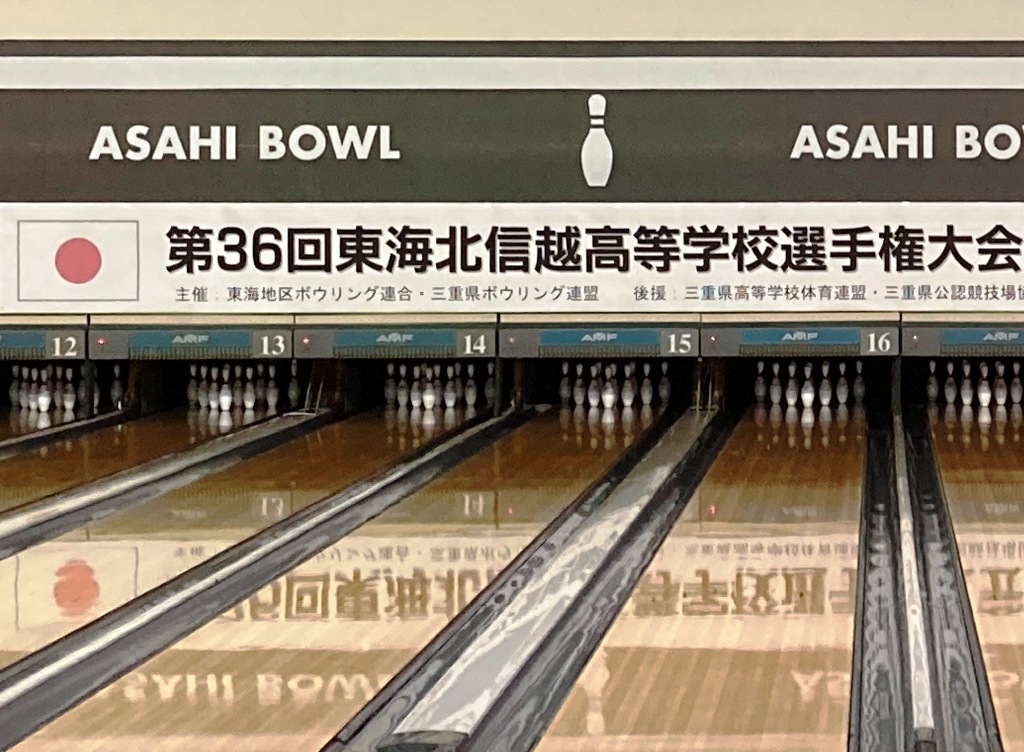 ASAHI BOWL ASAHI BO
第36回東海北信越高等学校選手権大会
主催：東海地区ボウリング連合・三重県ボウリング連盟 後援：三重県高等学校体育連盟・三重県公認競技場
12 AMF 13 AMF 14 AMF 15 AMF 16 AMF